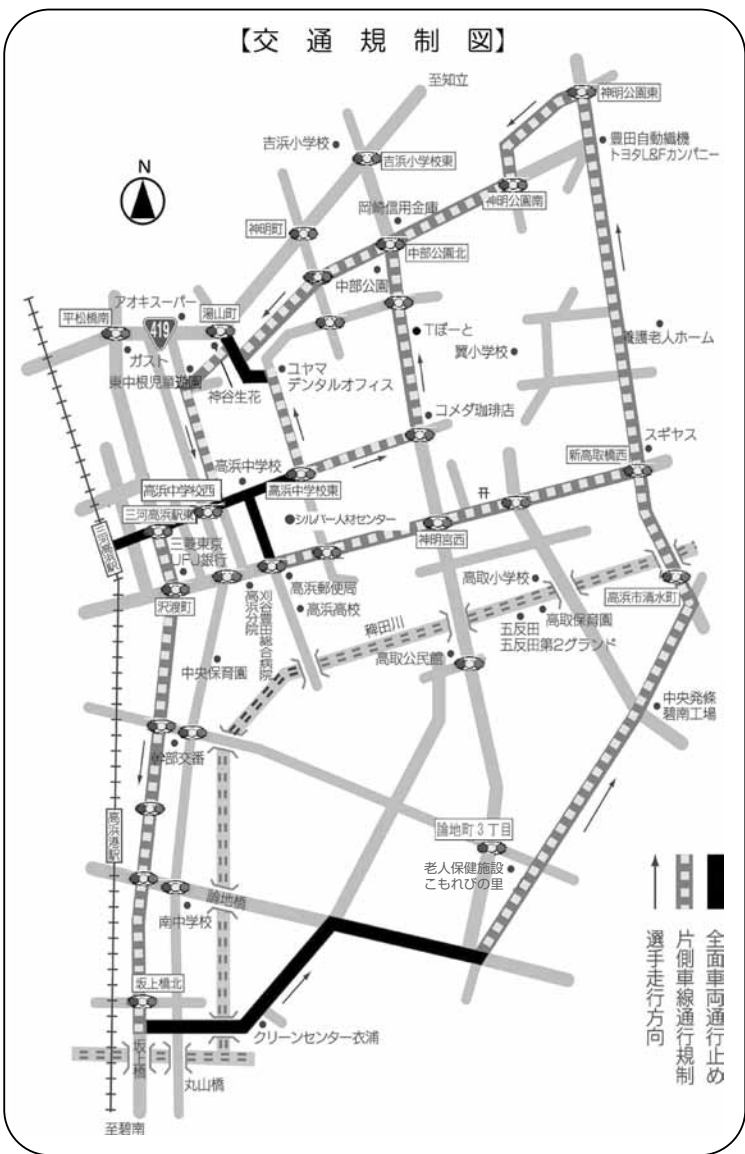 【交通規制図】
至知立
神明公園東
豊田自動織機
トヨタL&Fカンパニー
吉浜小学校
吉浜小学校東
N
神明公園南
岡崎信用金庫
神明町
中部公園北
中部公園
アオキスーパー
湯山町
平松橋南
419
Tぽーと
養護老人ホーム
ガスト
翼小学校
東中根児童遊園
コヤマ
デンタルオフィス
神谷生花
コメダ珈琲店
スギヤス
高浜中学校
新高取橋西
高浜中学校西
高浜中学校東
三河高浜駅東
シルバー人材センター
三河高浜駅
神明宮西
三菱東京
UFJ銀行
高浜郵便局
沢渡町
高浜高校
刈谷豊田総合病院
高浜分院
高取小学校
高浜市清水町
高取保育園
五反田
五反田第2グランド
稗田川
高取公民館
中央保育園
中央発條
碧南工場
幹部交番
高浜港駅
論地町3丁目
老人保健施設
こもれびの里
論地橋
南中学校
坂上橋北
クリーンセンター衣浦
坂上橋
丸山橋
至碧南
全面車両通行止め
片側車線通行規制
選手走行方向